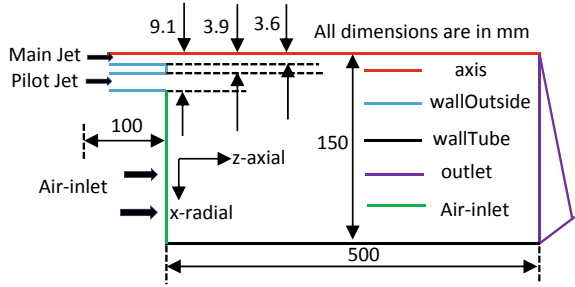 9.1 3.9 3.6 All dimensions are in mm
Main Jet
Pilot Jet
axis
wallOutside
wallTube
outlet
Air-inlet
100
150
z-axial
Air-inlet
x-radial
500